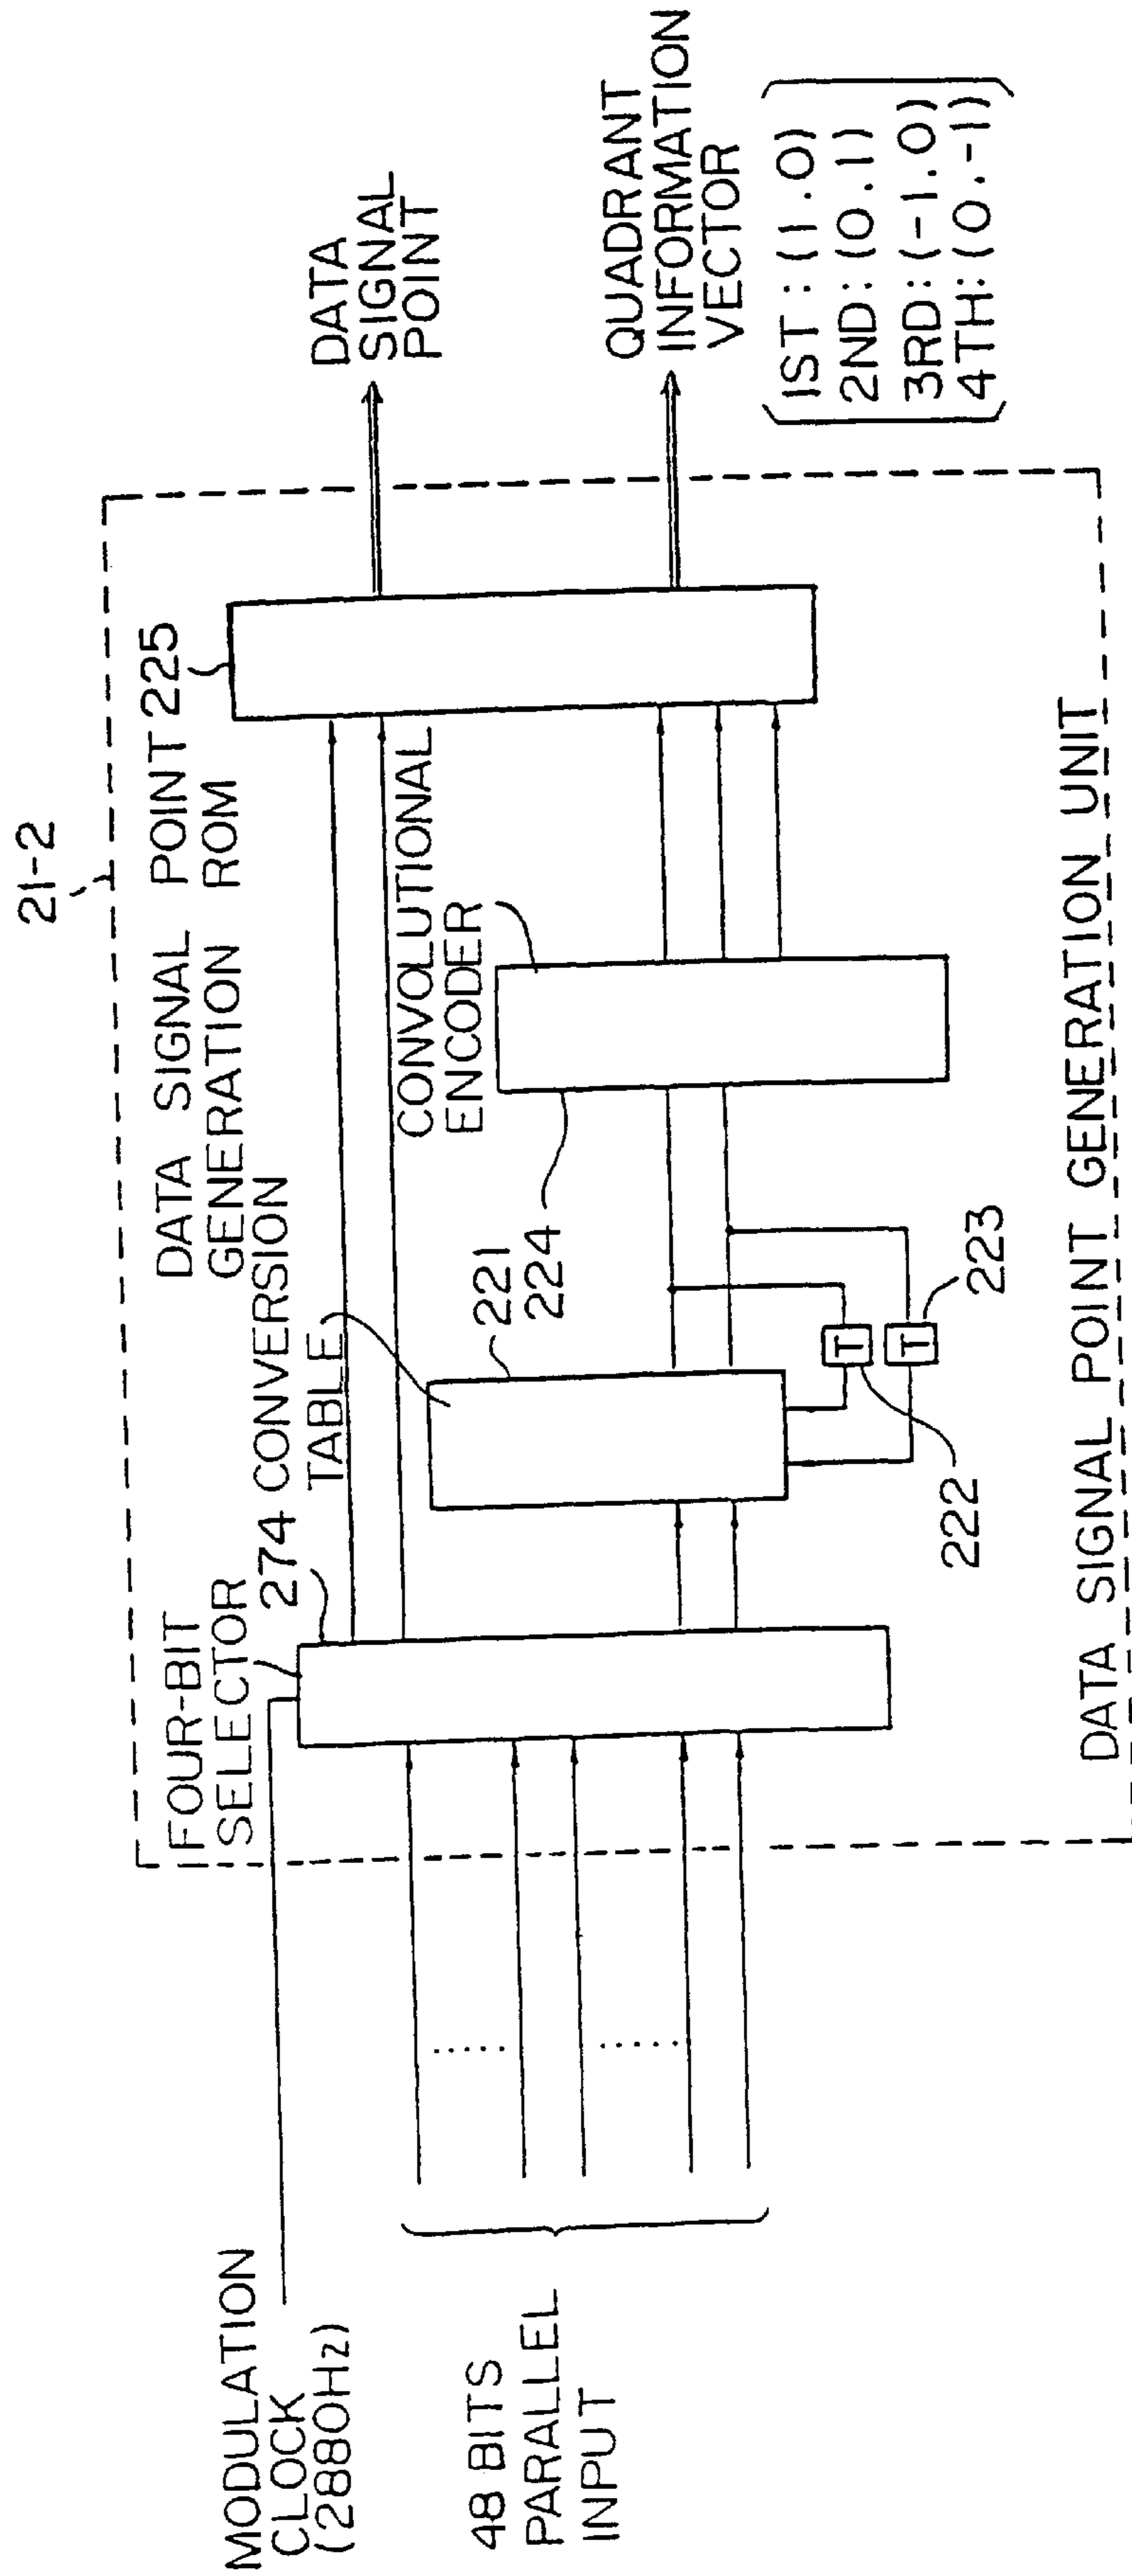 21-2
MODULATION
CLOCK
(2880Hz)
48 BITS
PARALLEL
INPUT
FOUR-BIT
SELECTOR
274
CONVERSION
TABLE
221
222
223
DATA SIGNAL POINT
GENERATION ROM
225
CONVOLUTIONAL
ENCODER
224
T
T
DATA
SIGNAL
POINT
QUADRANT
INFORMATION
VECTOR
1ST : (1.0)
2ND: (0.1)
3RD: (-1.0)
4TH: (0.-1)
DATA SIGNAL POINT GENERATION UNIT